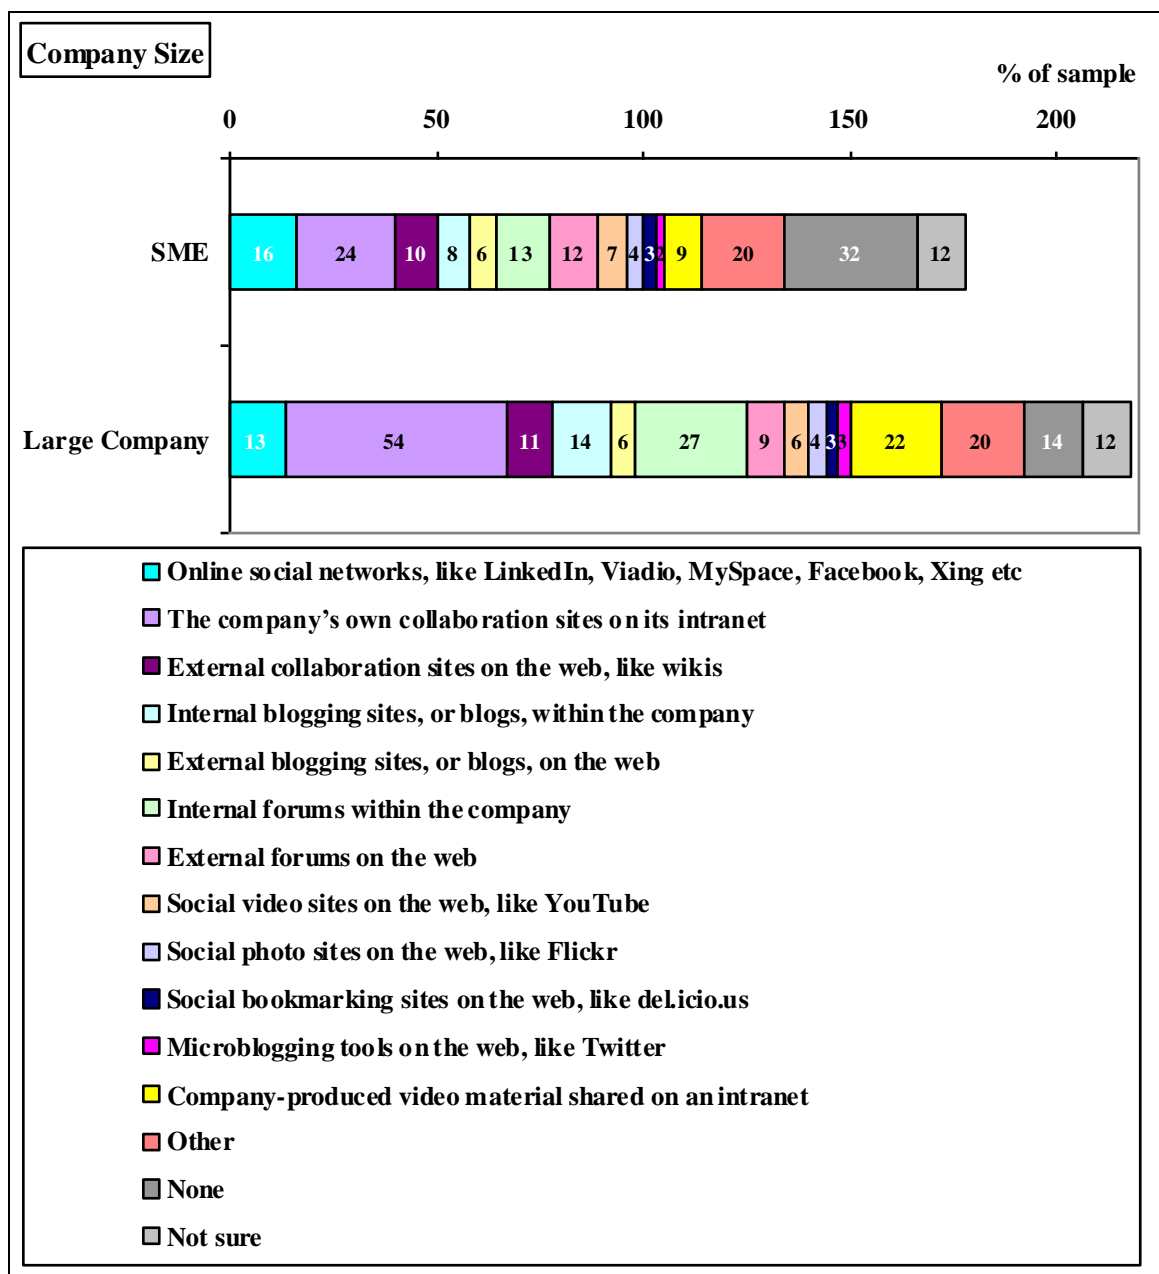 Company Size
% of sample
0 50 100 150 200
SME 16 24 10 8 6 13 12 7 4 3 2 9 20 32 12
Large Company 13 54 11 14 6 27 9 6 4 3 3 22 20 14 12
Online social networks, like LinkedIn, Viadio, MySpace, Facebook, Xing etc
The company's own collaboration sites on its intranet
External collaboration sites on the web, like wikis
Internal blogging sites, or blogs, within the company
External blogging sites, or blogs, on the web
Internal forums within the company
External forums on the web
Social video sites on the web, like YouTube
Social photo sites on the web, like Flickr
Social bookmarking sites on the web, like del.icio.us
Microblogging tools on the web, like Twitter
Company-produced video material shared on an intranet
Other
None
Not sure